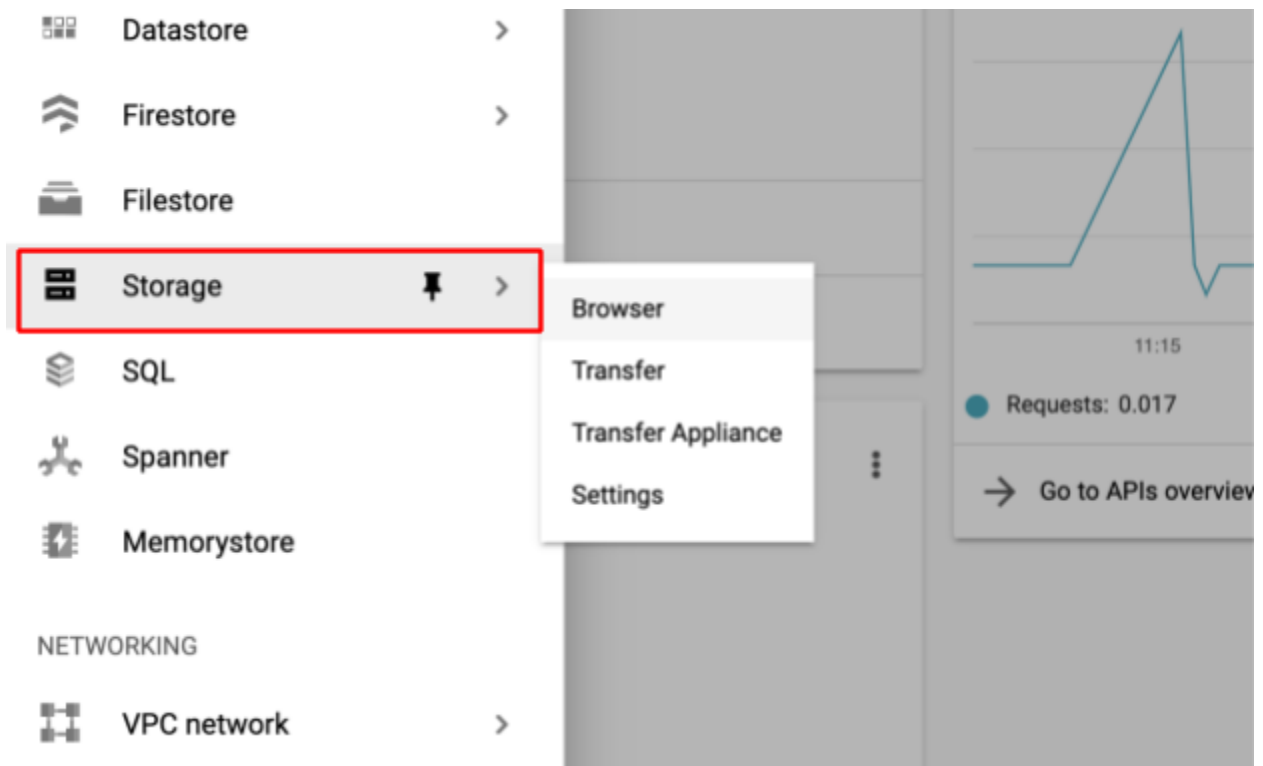 Datastore
Firestore
Filestore
Storage
SQL
Spanner
Memorystore
NETWORKING
VPC network
Browser
Transfer
Transfer Appliance
Settings
11:15
Requests: 0.017
Go to APIs overview